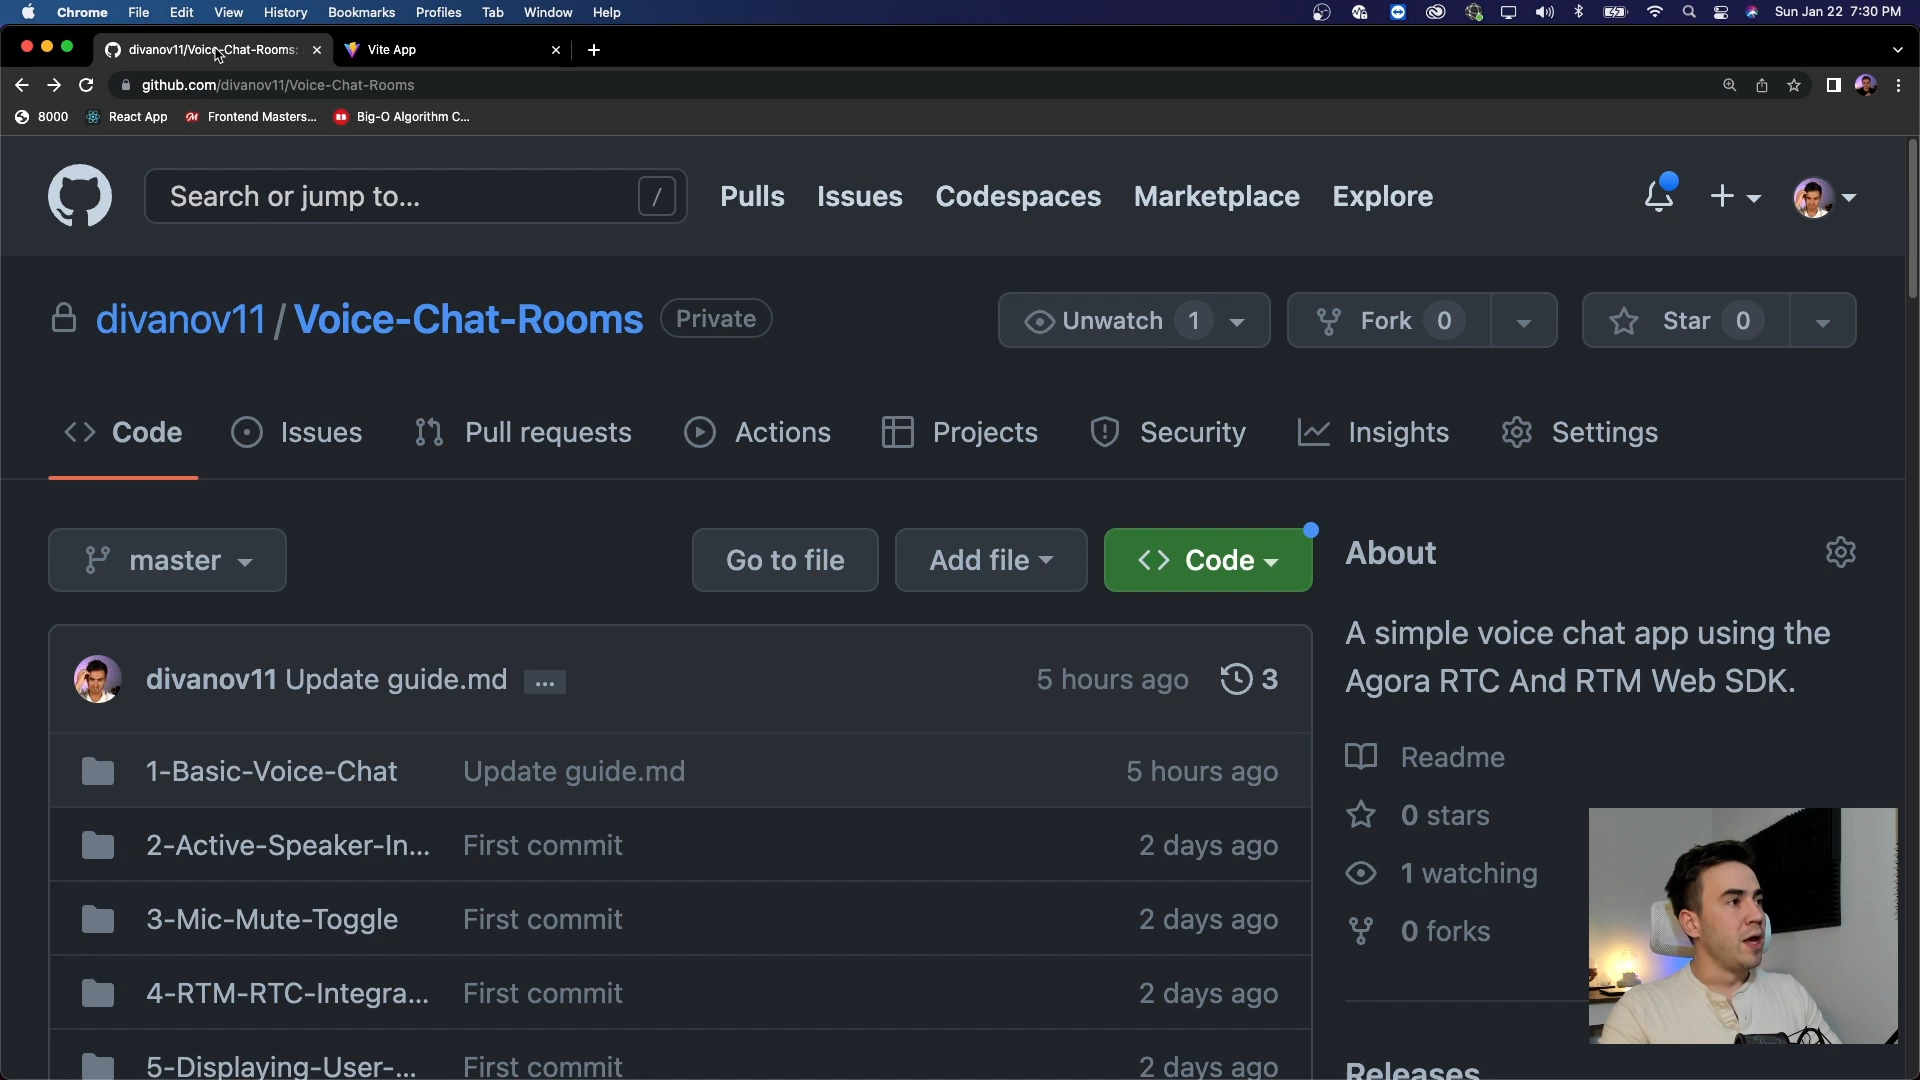 Chrome File Edit View History Bookmarks Profiles Tab Window Help Sun Jan 22 7:30 PM
divanov11/Voice-Chat-Rooms: Vite App
github.com/divanov11/Voice-Chat-Rooms
8000 React App Frontend Masters... Big-O Algorithm C...
Search or jump to... / Pulls Issues Codespaces Marketplace Explore
divanov11/Voice-Chat-Rooms Private Unwatch 1 Fork 0 Star 0
Code Issues Pull requests Actions Projects Security Insights Settings
master Go to file Add file Code About
A simple voice chat app using the
Agora RTC And RTM Web SDK.
divanov11 Update guide.md ... 5 hours ago 3
1-Basic-Voice-Chat Update guide.md 5 hours ago
2-Active-Speaker-In... First commit 2 days ago
3-Mic-Mute-Toggle First commit 2 days ago
4-RTM-RTC-Integra... First commit 2 days ago
5-Displaying-User-... First commit 2 days ago
Readme
0 stars
1 watching
0 forks
Releases